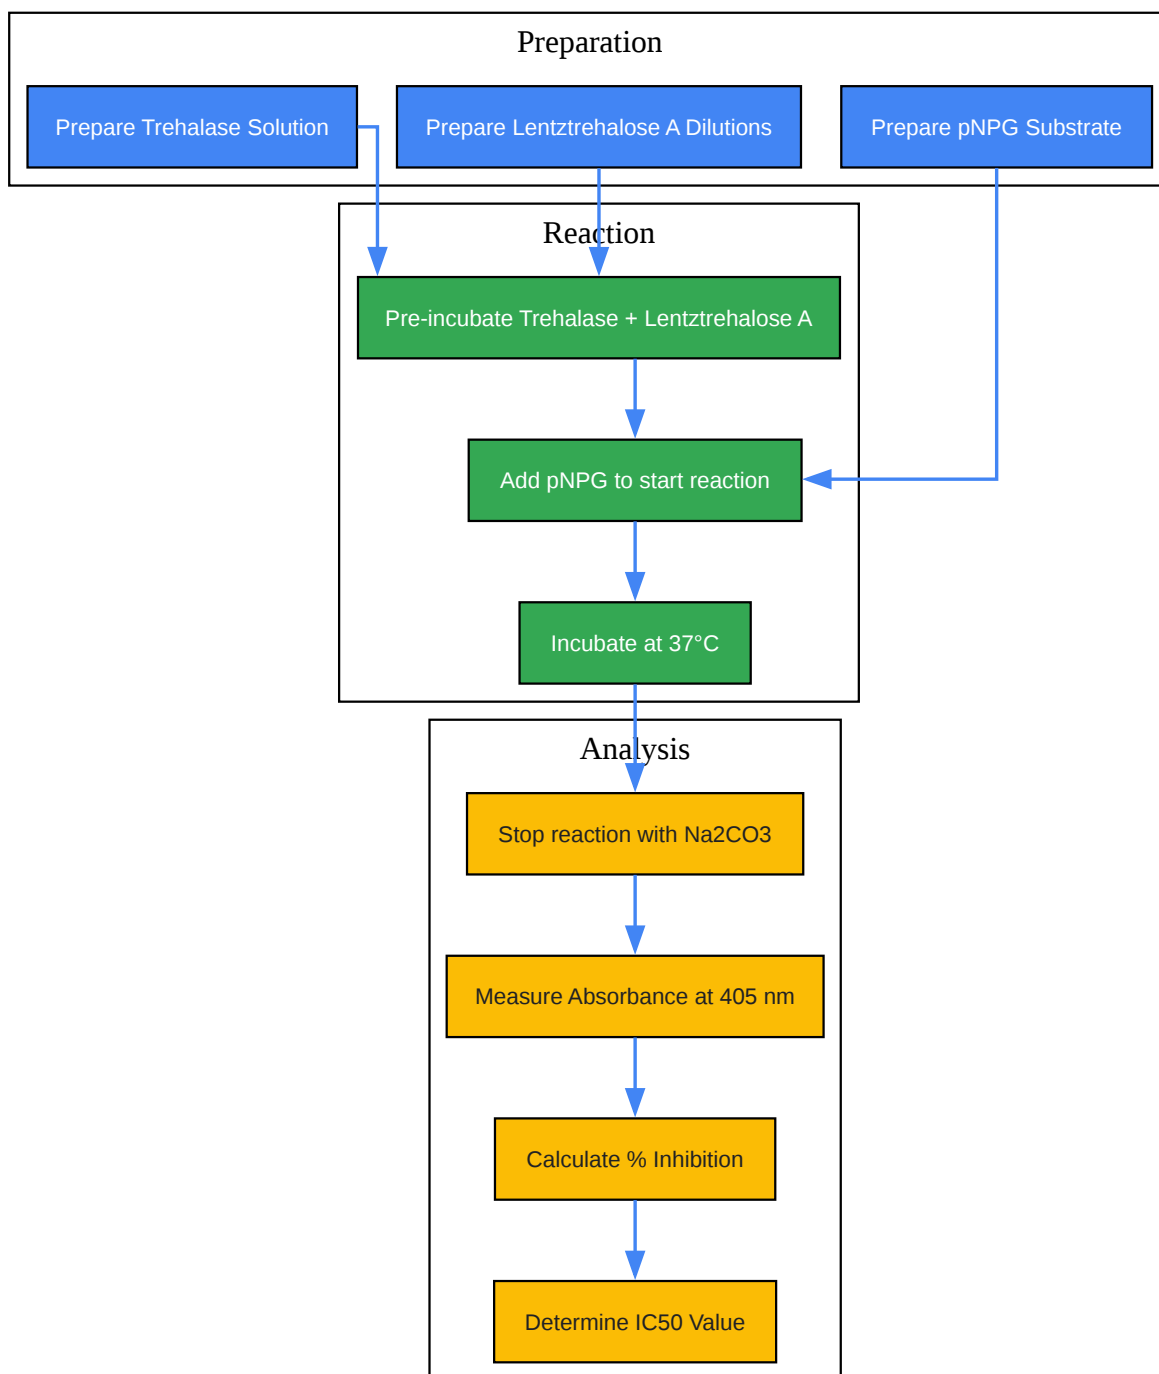 Preparation
Prepare Trehalase Solution
Prepare Lentztrehalose A Dilutions
Prepare pNPG Substrate
Reaction
Pre-incubate Trehalase + Lentztrehalose A
Add pNPG to start reaction
Incubate at 37°C
Analysis
Stop reaction with Na2CO3
Measure Absorbance at 405 nm
Calculate % Inhibition
Determine IC50 Value